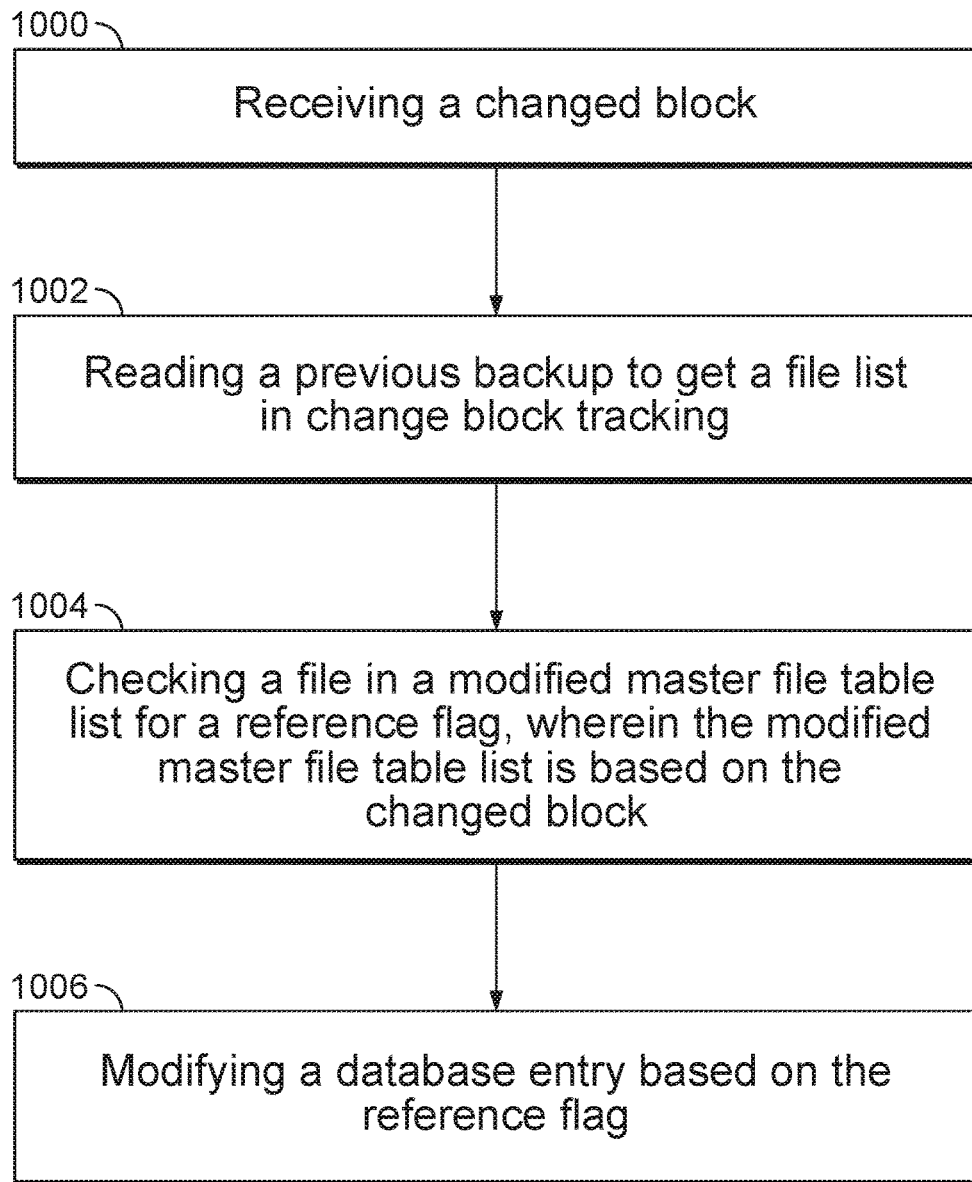 1000
Receiving a changed block
1002
Reading a previous backup to get a file list
in change block tracking
1004
Checking a file in a modified master file table
list for a reference flag, wherein the modified
master file table list is based on the
changed block
1006
Modifying a database entry based on the
reference flag